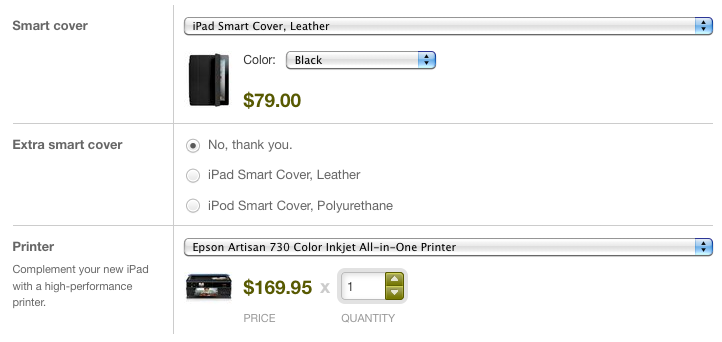 Smart cover
iPad Smart Cover, Leather
Color: Black
$79.00
Extra smart cover
No, thank you.
iPad Smart Cover, Leather
iPod Smart Cover, Polyurethane
Printer
Epson Artisan 730 Color Inkjet All-in-One Printer
Complement your new iPad
with a high-performance
printer.
$169.95 x 1
PRICE QUANTITY